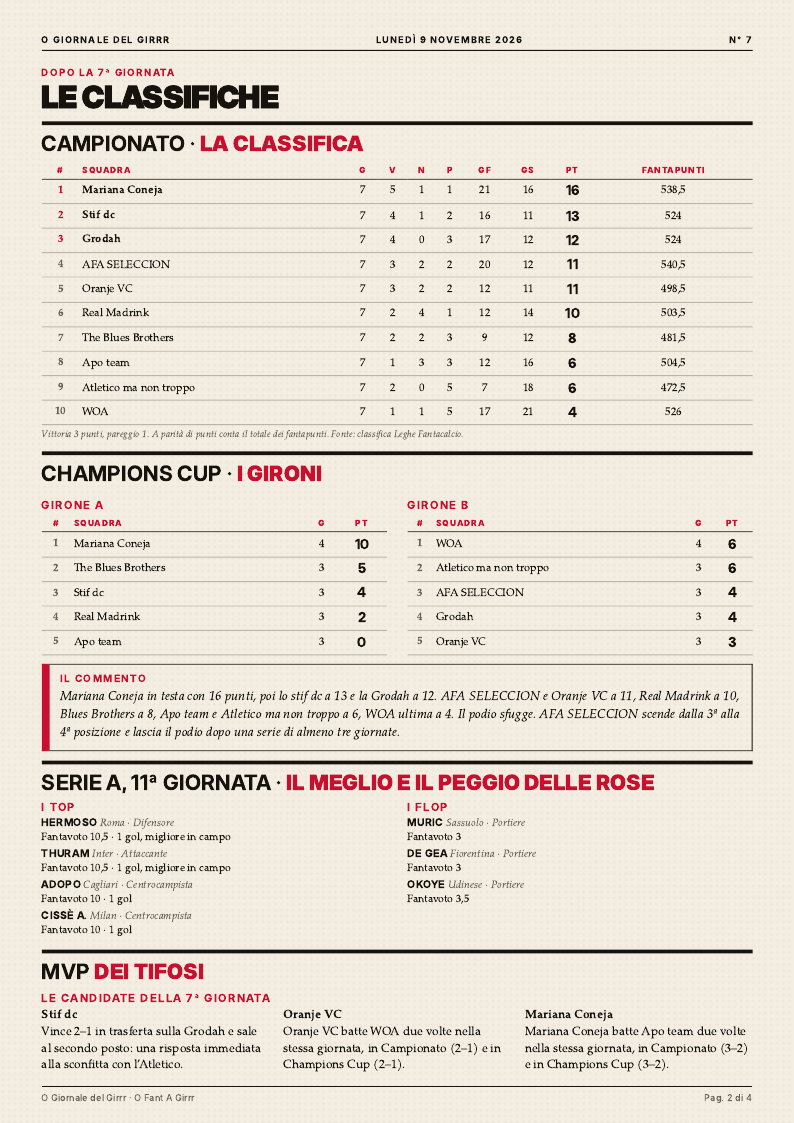 O GIORNALE DEL GIRRR LUNEDÌ 9 NOVEMBRE 2026 N° 7
DOPO LA 7ª GIORNATA
LE CLASSIFICHE
CAMPIONATO · LA CLASSIFICA
# SQUADRA G V N P GF GS PT FANTAPUNTI
1 Mariana Coneja 7 5 1 1 21 16 16 538,5
2 Stif dc 7 4 1 2 16 11 13 524
3 Grodah 7 4 0 3 17 12 12 524
4 AFA SELECCION 7 3 2 2 20 12 11 540,5
5 Oranje VC 7 3 2 2 12 11 11 498,5
6 Real Madrink 7 2 4 1 12 14 10 503,5
7 The Blues Brothers 7 2 2 3 9 12 8 481,5
8 Apo team 7 1 3 3 12 16 6 504,5
9 Atletico ma non troppo 7 2 0 5 7 18 6 472,5
10 WOA 7 1 1 5 17 21 4 526
Vittoria 3 punti, pareggio 1. A parità di punti conta il totale dei fantapunti. Fonte: classifica Leghe Fantacalcio.
CHAMPIONS CUP · I GIRONI
GIRONE A
# SQUADRA G PT
1 Mariana Coneja 4 10
2 The Blues Brothers 3 5
3 Stif dc 3 4
4 Real Madrink 3 2
5 Apo team 3 0
GIRONE B
# SQUADRA G PT
1 WOA 4 6
2 Atletico ma non troppo 3 6
3 AFA SELECCION 3 4
4 Grodah 3 4
5 Oranje VC 3 3
IL COMMENTO
Mariana Coneja in testa con 16 punti, poi lo stif dc a 13 e la Grodah a 12. AFA SELECCION e Oranje VC a 11, Real Madrink a 10,
Blues Brothers a 8, Apo team e Atletico ma non troppo a 6, WOA ultima a 4. Il podio sfugge. AFA SELECCION scende dalla 3ª alla
4ª posizione e lascia il podio dopo una serie di almeno tre giornate.
SERIE A, 11ª GIORNATA · IL MEGLIO E IL PEGGIO DELLE ROSE
I TOP
HERMOSO Roma · Difensore
Fantavoto 10,5 · 1 gol, migliore in campo
THURAM Inter · Attaccante
Fantavoto 10,5 · 1 gol, migliore in campo
ADOPO Cagliari · Centrocampista
Fantavoto 10 · 1 gol
CISSÈ A. Milan · Centrocampista
Fantavoto 10 · 1 gol
I FLOP
MURIC Sassuolo · Portiere
Fantavoto 3
DE GEA Fiorentina · Portiere
Fantavoto 3
OKOYE Udinese · Portiere
Fantavoto 3,5
MVP DEI TIFOSI
LE CANDIDATE DELLA 7ª GIORNATA
Stif dc
Vince 2–1 in trasferta sulla Grodah e sale
al secondo posto: una risposta immediata
alla sconfitta con l'Atletico.
Oranje VC
Oranje VC batte WOA due volte nella
stessa giornata, in Campionato (2–1) e in
Champions Cup (2–1).
Mariana Coneja
Mariana Coneja batte Apo team due volte
nella stessa giornata, in Campionato (3–2)
e in Champions Cup (3–2).
O Giornale del Girrr · O Fant A Girrr Pag. 2 di 4